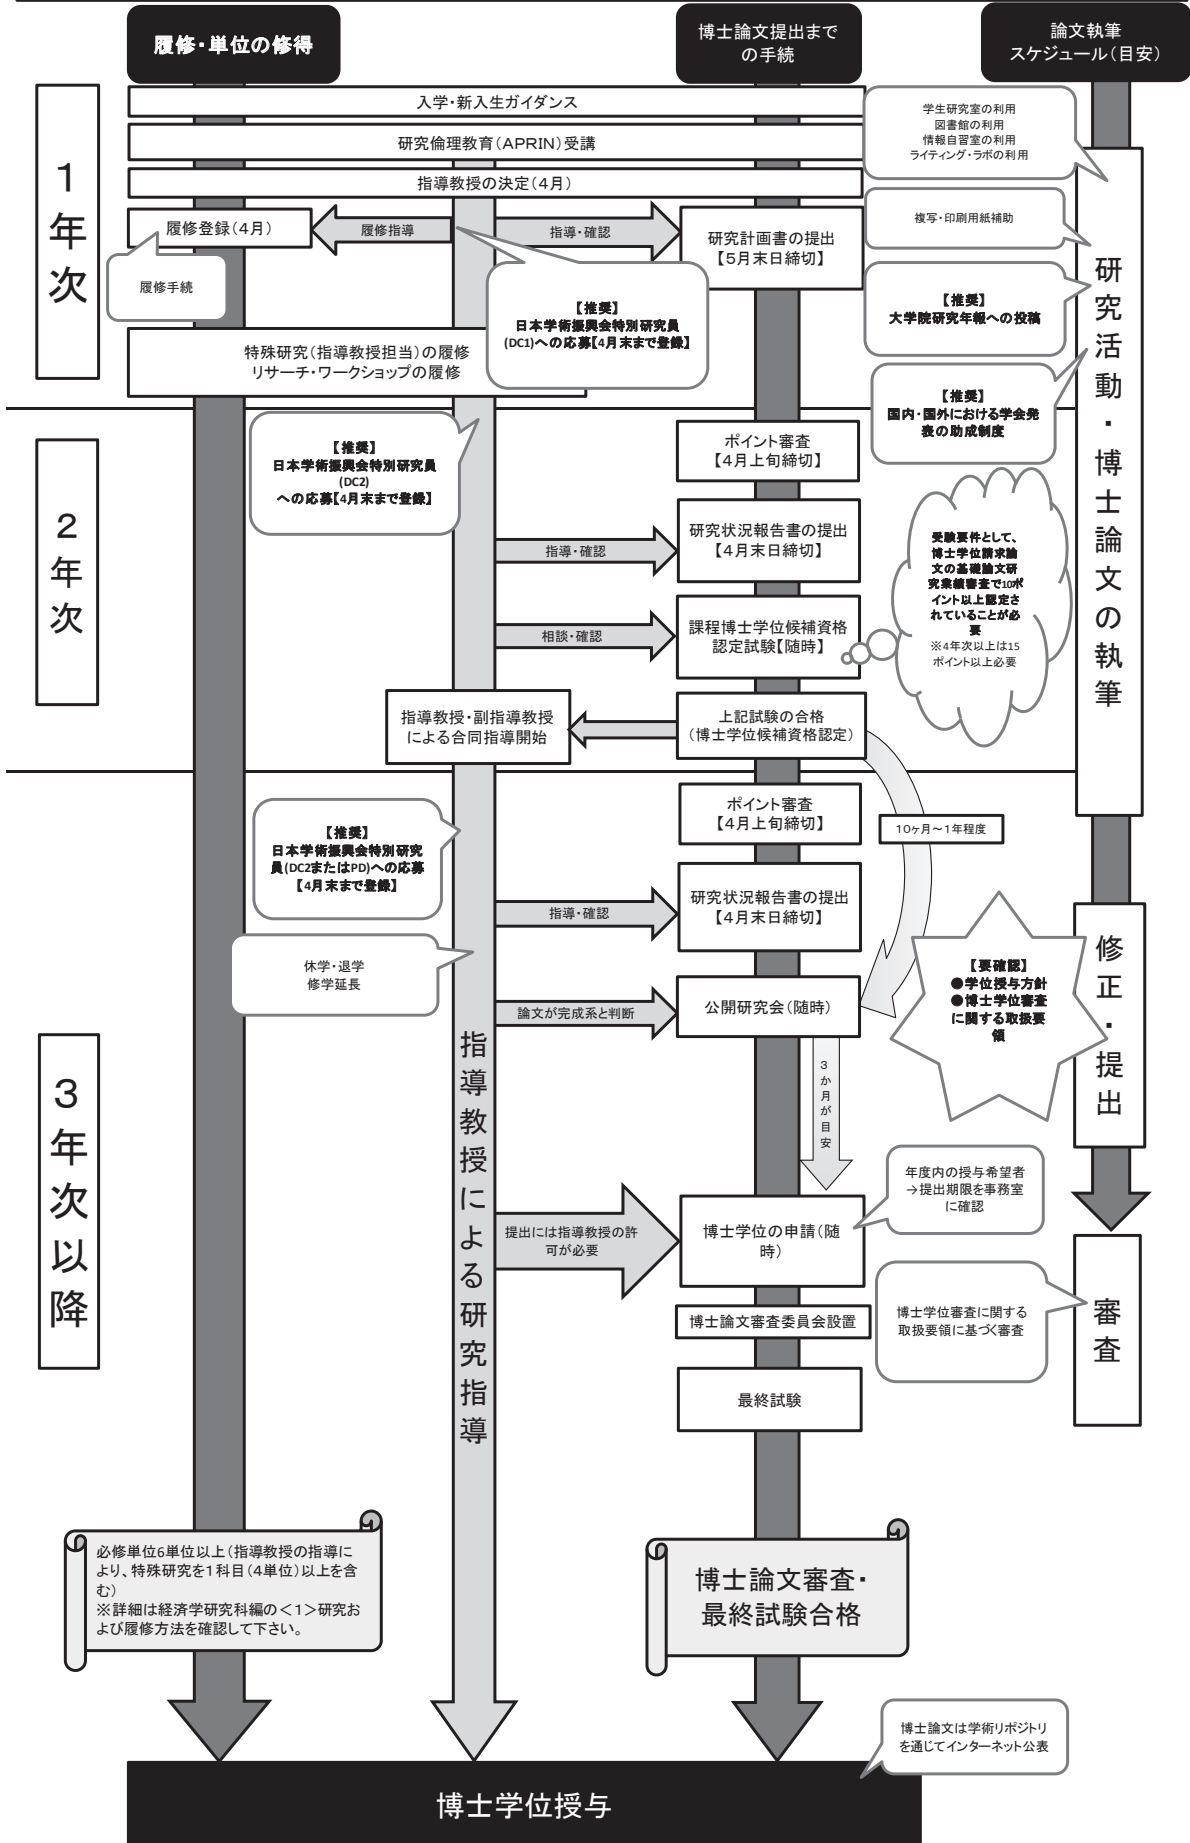 履修・単位の修得
博士論文提出まで
の手続
論文執筆
スケジュール(目安)
1年次
入学・新入生ガイダンス
研究倫理教育(APRIN)受講
指導教授の決定(4月)
学生研究室の利用
図書館の利用
情報自習室の利用
ライティング・ラボの利用
履修登録(4月)
履修指導
指導・確認
研究計画書の提出
【5月末日締切】
複写・印刷用紙補助
履修手続
【推奨】
日本学術振興会特別研究員
(DC1)への応募【4月末まで登録】
【推奨】
大学院研究年報への投稿
特殊研究(指導教授担当)の履修
リサーチ・ワークショップの履修
【推奨】
国内・国外における学会発
表の助成制度
研究活動・博士論文の執筆
2年次
【推奨】
日本学術振興会特別研究員
(DC2)
への応募【4月末まで登録】
ポイント審査
【4月上旬締切】
指導・確認
研究状況報告書の提出
【4月末日締切】
受験要件として、
博士学位請求論
文の基礎論文研
究業績審査で10ポ
イント以上認定さ
れていることが必
要
※4年次以上は15
ポイント以上必要
相談・確認
課程博士学位候補資格
認定試験【随時】
指導教授・副指導教授
による合同指導開始
上記試験の合格
(博士学位候補資格認定)
3年次以降
ポイント審査
【4月上旬締切】
10ヶ月~1年程度
【推奨】
日本学術振興会特別研究
員(DC2またはPD)への応募
【4月末まで登録】
指導・確認
研究状況報告書の提出
【4月末日締切】
休学・退学
修学延長
論文が完成系と判断
公開研究会(随時)
【要確認】
●学位授与方針
●博士学位審査
に関する取扱要
領
修正・提出
指導教授による研究指導
3か月が目安
年度内の授与希望者
→提出期限を事務室
に確認
提出には指導教授の許
可が必要
博士学位の申請(随
時)
博士論文審査委員会設置
博士学位審査に関する
取扱要領に基づく審査
審査
最終試験
必修単位6単位以上(指導教授の指導に
より、特殊研究を1科目(4単位)以上を含
む)
※詳細は経済学研究科編の<1>研究お
よび履修方法を確認して下さい。
博士論文審査・
最終試験合格
博士論文は学術リポジトリ
を通じてインターネット公表
博士学位授与